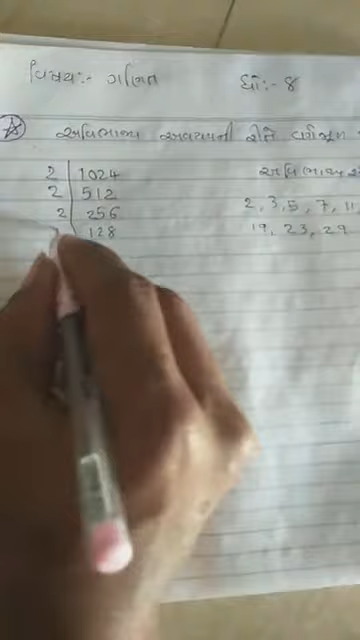 વિષય:- ગણિત ધો:- ૪
અવિભાજ્ય અવયવની રીતે વર્ગમૂળ
2 | 1024
2 | 512
2 | 256
128
અવિભાજ્ય
2, 3, 5, 7, 11
19, 23, 29